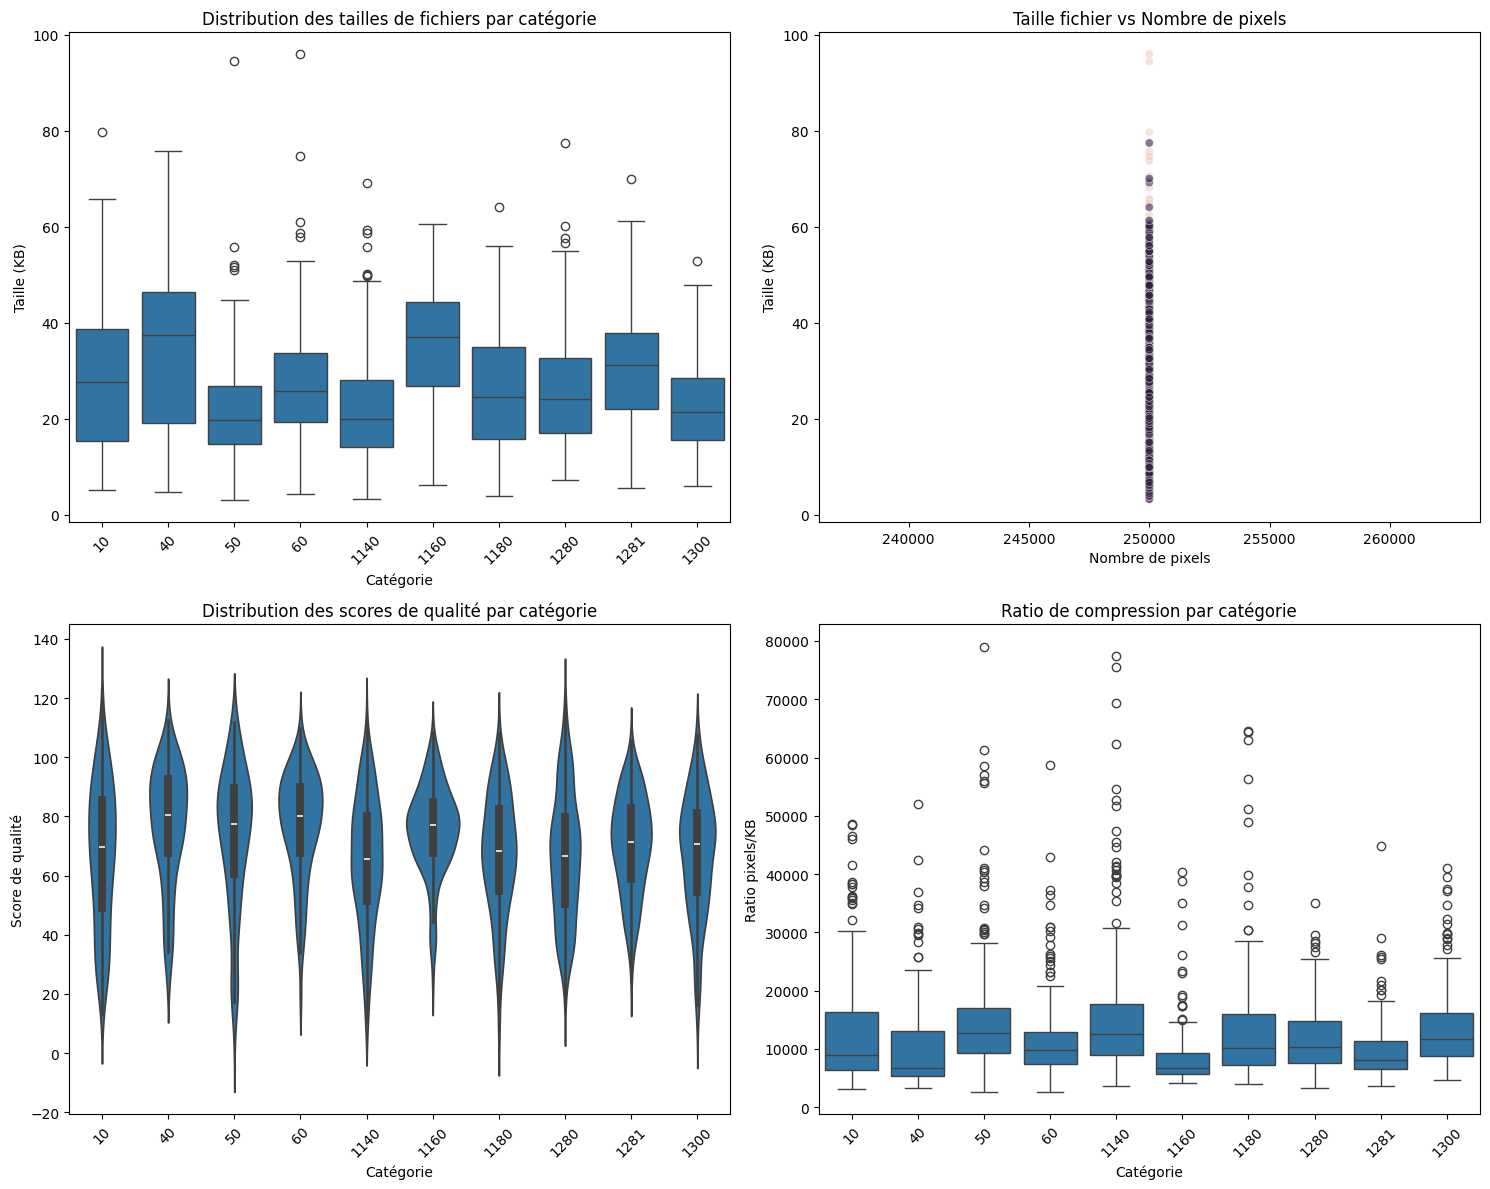 Distribution des tailles de fichiers par catégorie
100
80
60
40
20
0
Taille (KB)
10 40 50 60 1140 1160 1180 1280 1281 1300
Catégorie
Taille fichier vs Nombre de pixels
100
80
60
40
20
0
Taille (KB)
240000 245000 250000 255000 260000
Nombre de pixels
Distribution des scores de qualité par catégorie
140
120
100
80
60
40
20
0
−20
Score de qualité
10 40 50 60 1140 1160 1180 1280 1281 1300
Catégorie
Ratio de compression par catégorie
80000
70000
60000
50000
40000
30000
20000
10000
0
Ratio pixels/KB
10 40 50 60 1140 1160 1180 1280 1281 1300
Catégorie